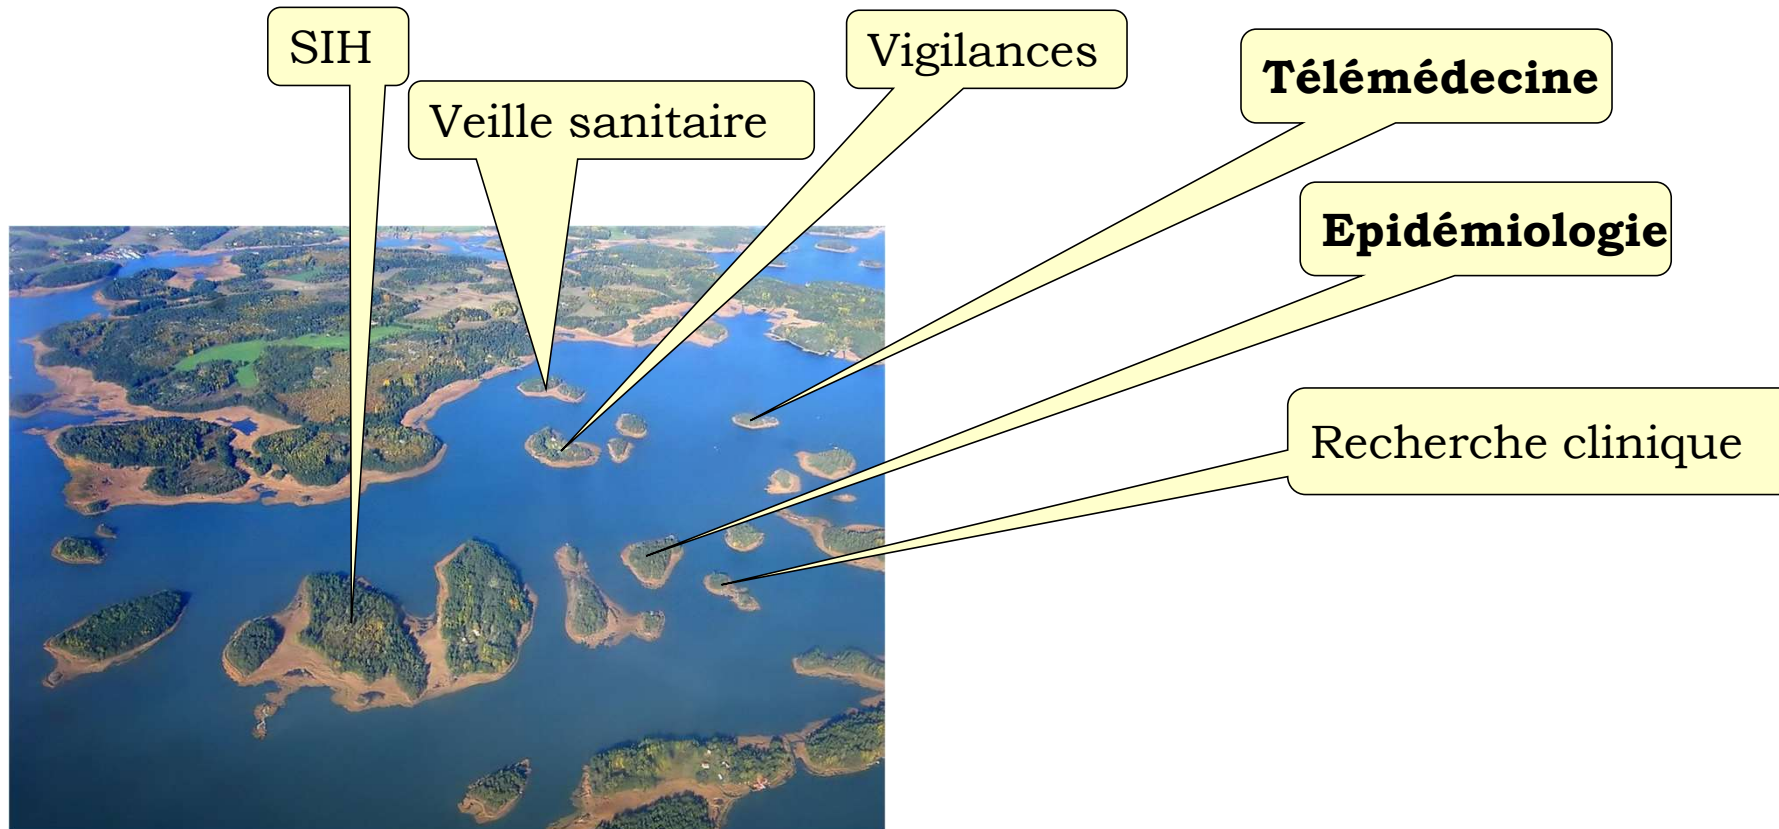 SIH
Veille sanitaire
Vigilances
Télémédecine
Epidémiologie
Recherche clinique